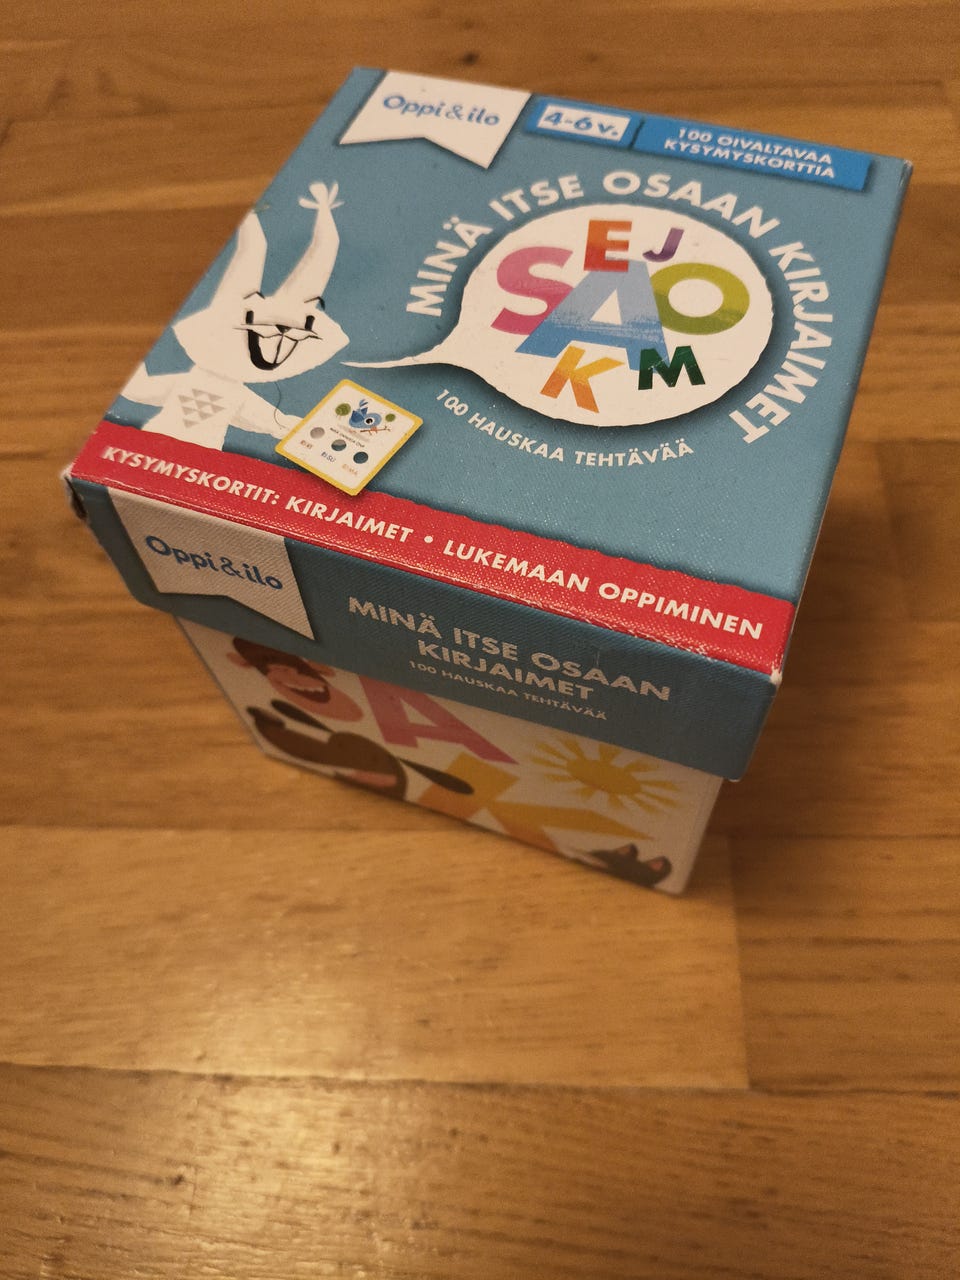 Oppi&ilo
4-6 v.
100 OIVALTAVAA
KYSYMYSKORTTIA
MINÄ ITSE OSAAN KIRJAIMET
E J
S A O
K M
100 HAUSKAA TEHTÄVÄÄ
KYSYMYSKORTIT: KIRJAIMET • LUKEMAAN OPPIMINEN
Oppi&ilo
MINÄ ITSE OSAAN
KIRJAIMET
100 HAUSKAA TEHTÄVÄÄ
S A
K